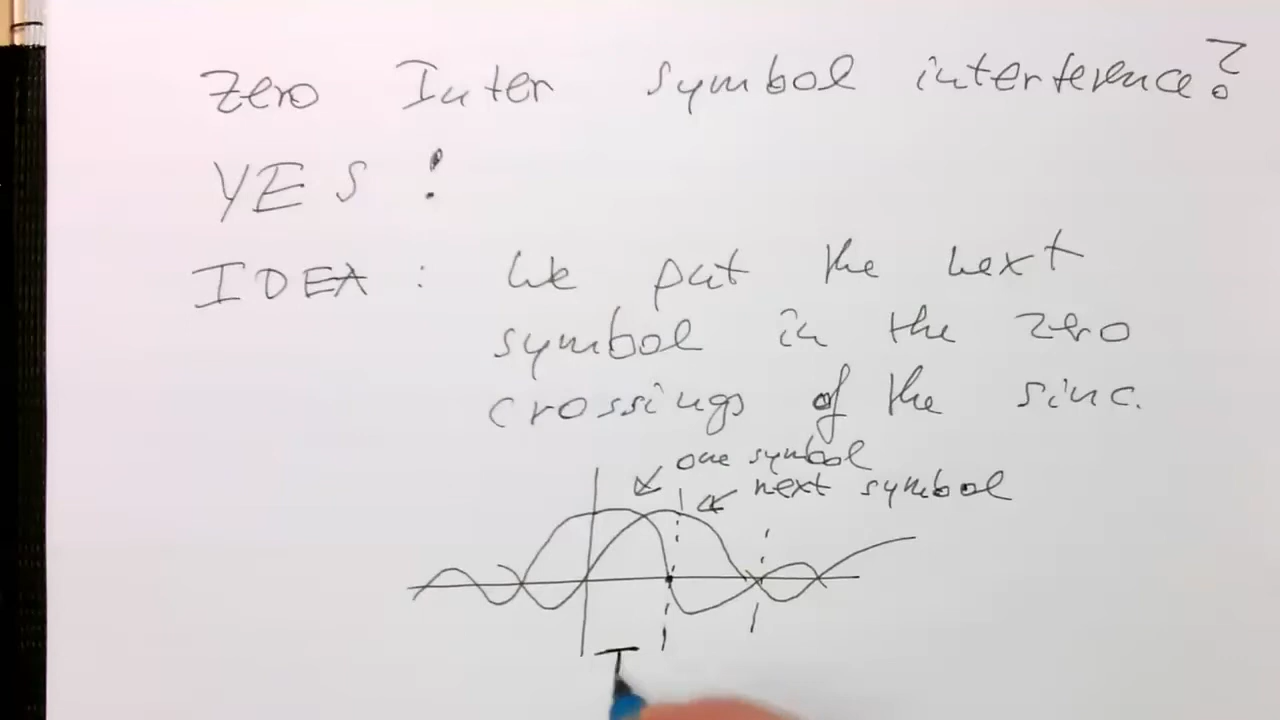 Zero Inter symbol interference?
YES !
IDEA : We put the next
symbol in the zero
crossings of the sinc.
one symbol
next symbol
T